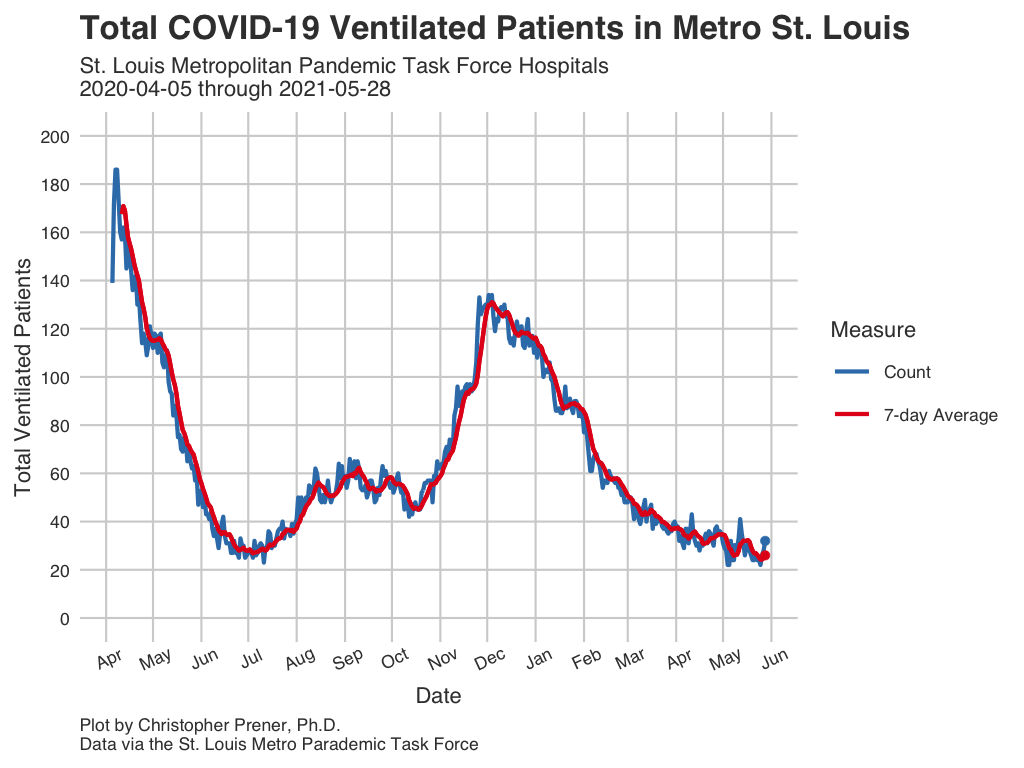 Total COVID-19 Ventilated Patients in Metro St. Louis
St. Louis Metropolitan Pandemic Task Force Hospitals
2020-04-05 through 2021-05-28
Total Ventilated Patients
200
180
160
140
120
100
80
60
40
20
0
Apr May Jun Jul Aug Sep Oct Nov Dec Jan Feb Mar Apr May Jun
Date
Measure
Count
7-day Average
Plot by Christopher Prener, Ph.D.
Data via the St. Louis Metro Parademic Task Force